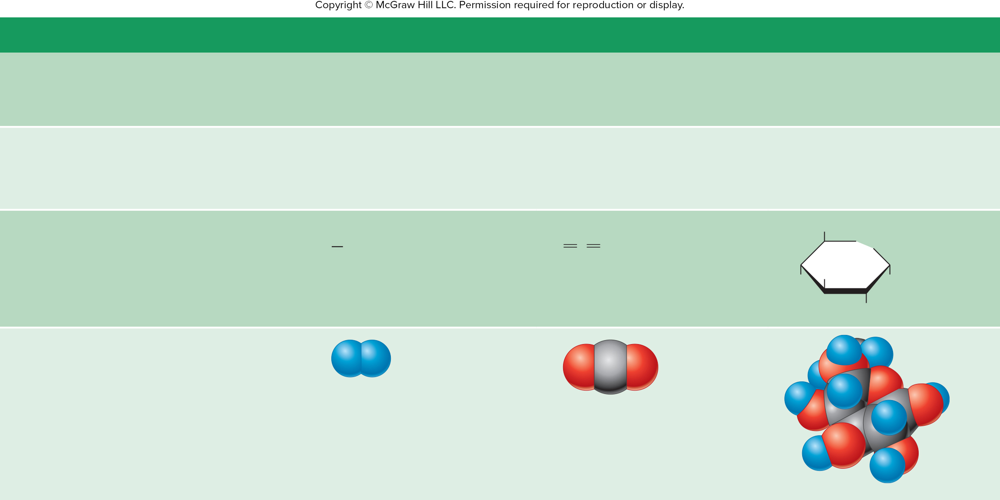 Copyright © McGraw Hill LLC. Permission required for reproduction or display.